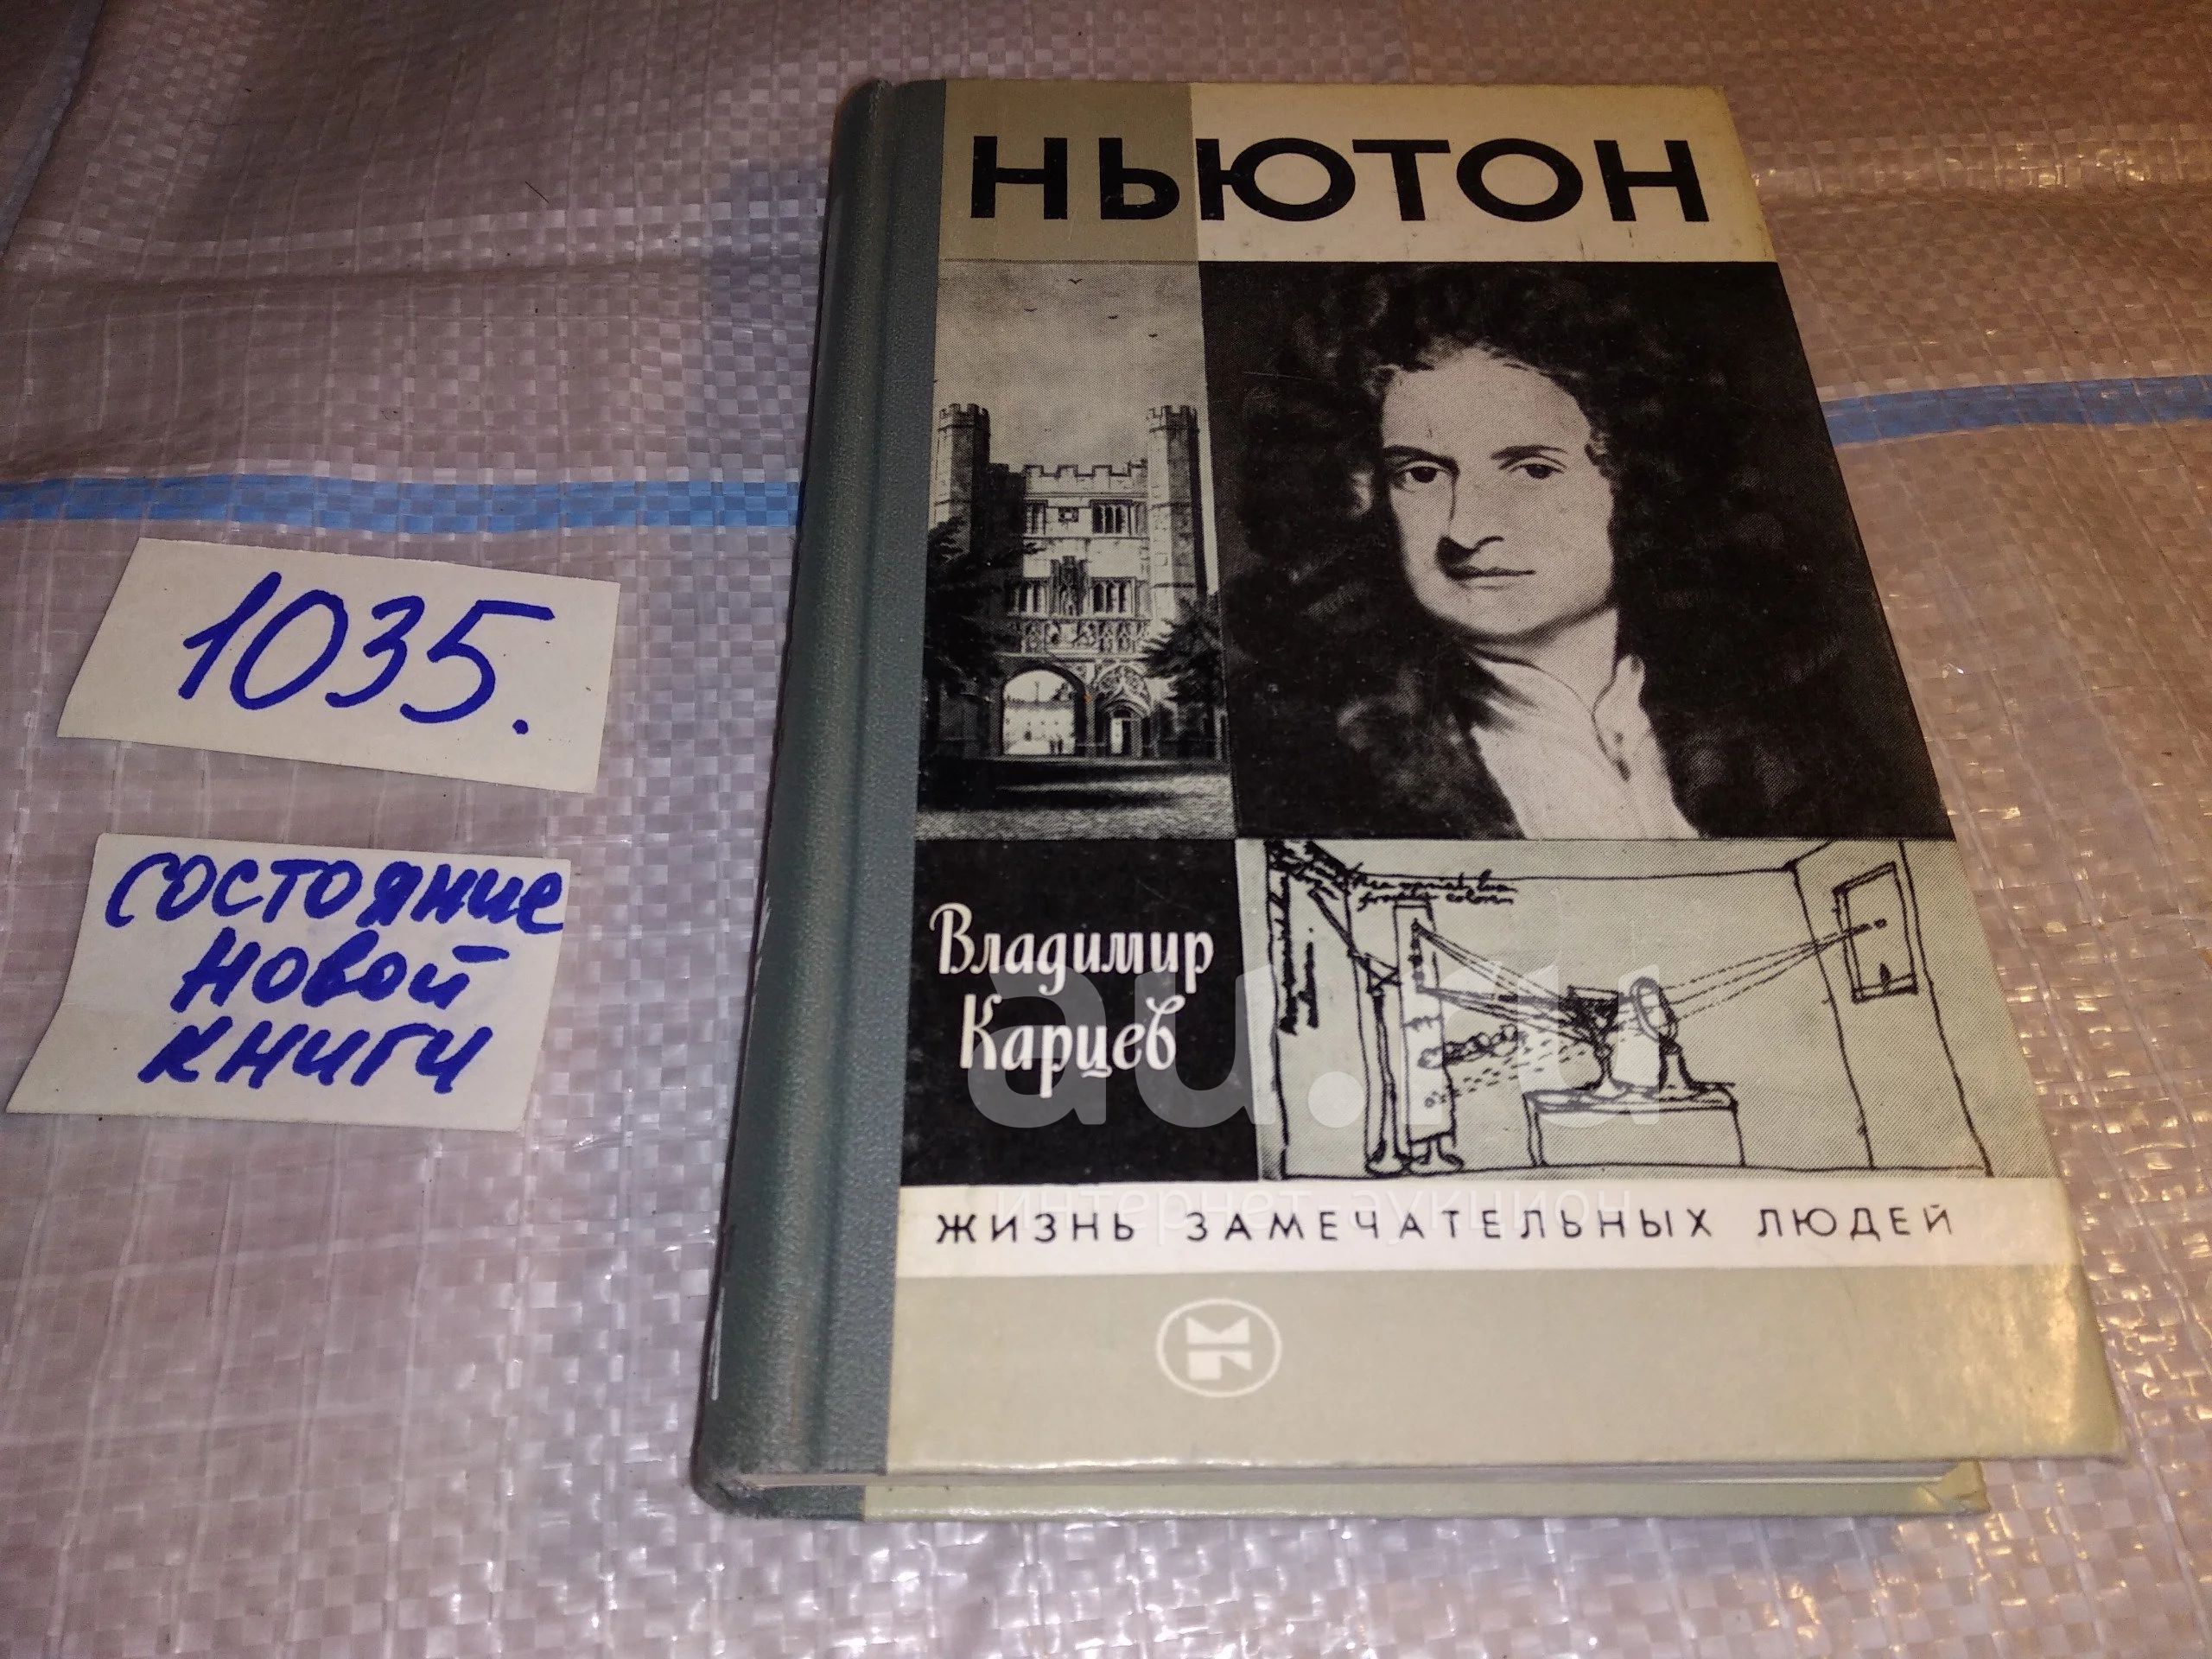 НЬЮТОН
1035.
состояние
новой
книги
Владимир
Карцев
au.ru
интернет-аукцион
ЖИЗНЬ ЗАМЕЧАТЕЛЬНЫХ ЛЮДЕЙ